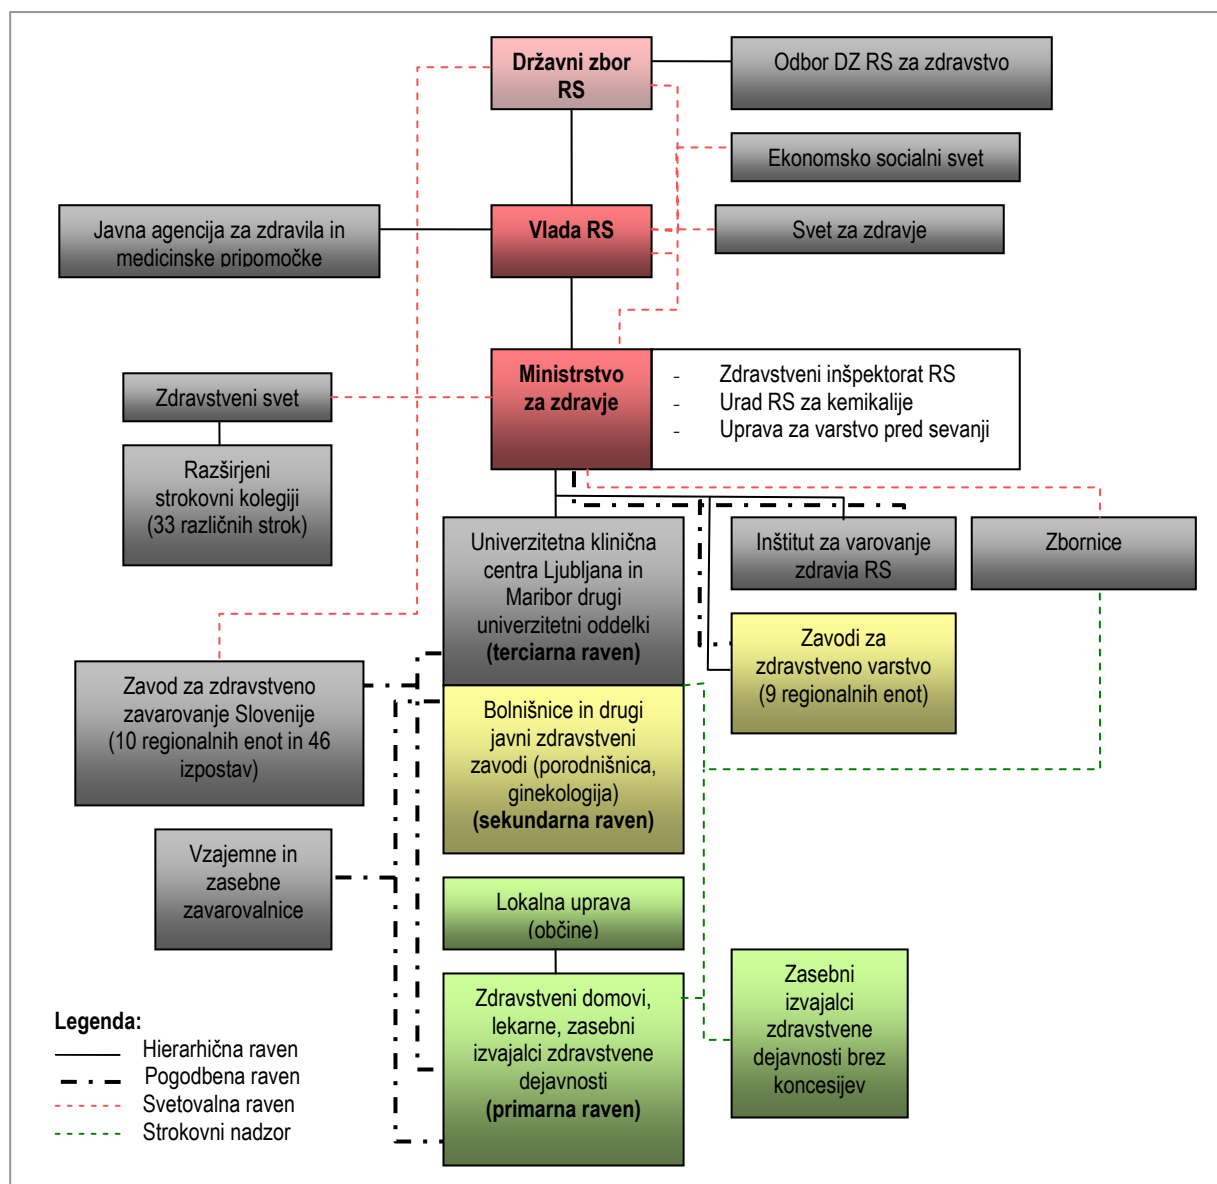 Državni zbor
RS
Odbor DZ RS za zdravstvo
Ekonomsko socialni svet
Javna agencija za zdravila in
medicinske pripomočke
Vlada RS
Svet za zdravje
Ministrstvo
za zdravje
- Zdravstveni inšpektorat RS
- Urad RS za kemikalije
- Uprava za varstvo pred sevanji
Zdravstveni svet
Razširjeni
strokovni kolegiji
(33 različnih strok)
Univerzitetna klinična
centra Ljubljana in
Maribor drugi
univerzitetni oddelki
(terciarna raven)
Inštitut za varovanje
zdravja RS
Zbornice
Zavodi za
zdravstveno varstvo
(9 regionalnih enot)
Zavod za zdravstveno
zavarovanje Slovenije
(10 regionalnih enot in 46
izpostav)
Bolnišnice in drugi
javni zdravstveni
zavodi (porodnišnica,
ginekologija)
(sekundarna raven)
Vzajemne in
zasebne
zavarovalnice
Lokalna uprava
(občine)
Zdravstveni domovi,
lekarne, zasebni
izvajalci zdravstvene
dejavnosti
(primarna raven)
Zasebni
izvajalci
zdravstvene
dejavnosti brez
koncesijev
Legenda:
Hierarhična raven
Pogodbena raven
Svetovalna raven
Strokovni nadzor